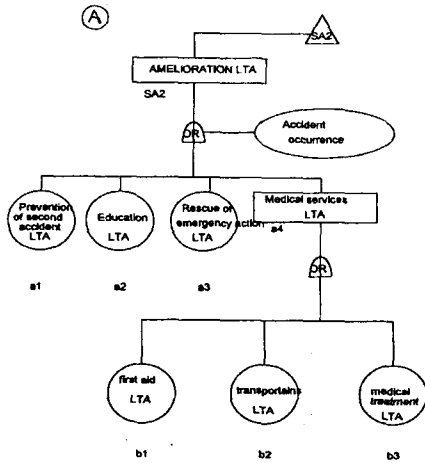 A
SA2
AMELIORATION LTA
SA2
OR
Accident
occurrence
Prevention
of second
accident
LTA
Education
LTA
Rescue of
emergency action
LTA
Medical services
LTA
a1
a2
a3
a4
OR
first aid
LTA
transportains
LTA
medical
treatment
LTA
b1
b2
b3